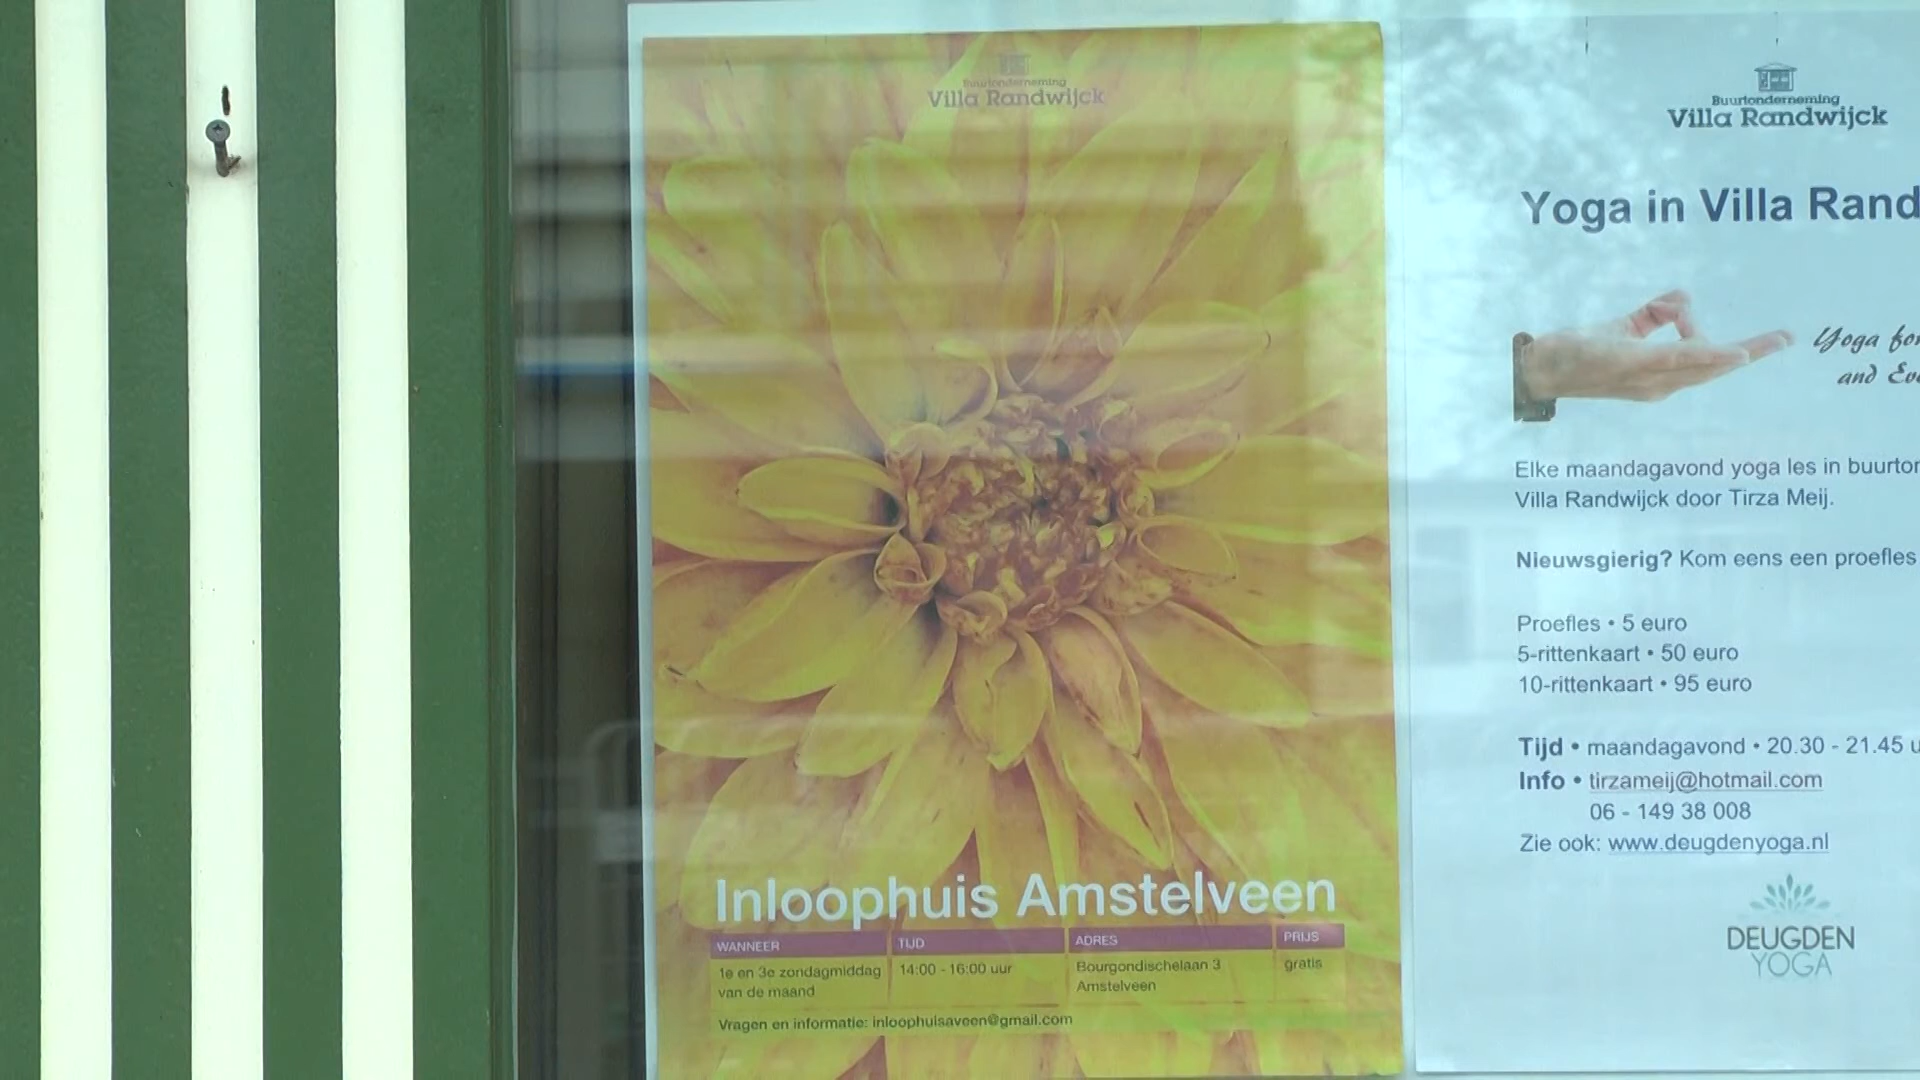 Buurtonderneming
Villa Randwijck
Inloophuis Amstelveen
WANNEER
1e en 3e zondagmiddag
van de maand
TIJD
14:00 - 16:00 uur
ADRES
Bourgondischelaan 3
Amstelveen
PRIJS
gratis
Vragen en informatie: inloophuisaveen@gmail.com
Buurtonderneming
Villa Randwijck
Yoga in Villa Rand
Yoga for
and Eve
Elke maandagavond yoga les in buurton
Villa Randwijck door Tirza Meij.
Nieuwsgierig? Kom eens een proefles
Proefles • 5 euro
5-rittenkaart • 50 euro
10-rittenkaart • 95 euro
Tijd • maandagavond • 20.30 - 21.45 u
Info • tirzameij@hotmail.com
06 - 149 38 008
Zie ook: www.deugdenyoga.nl
DEUGDEN
YOGA